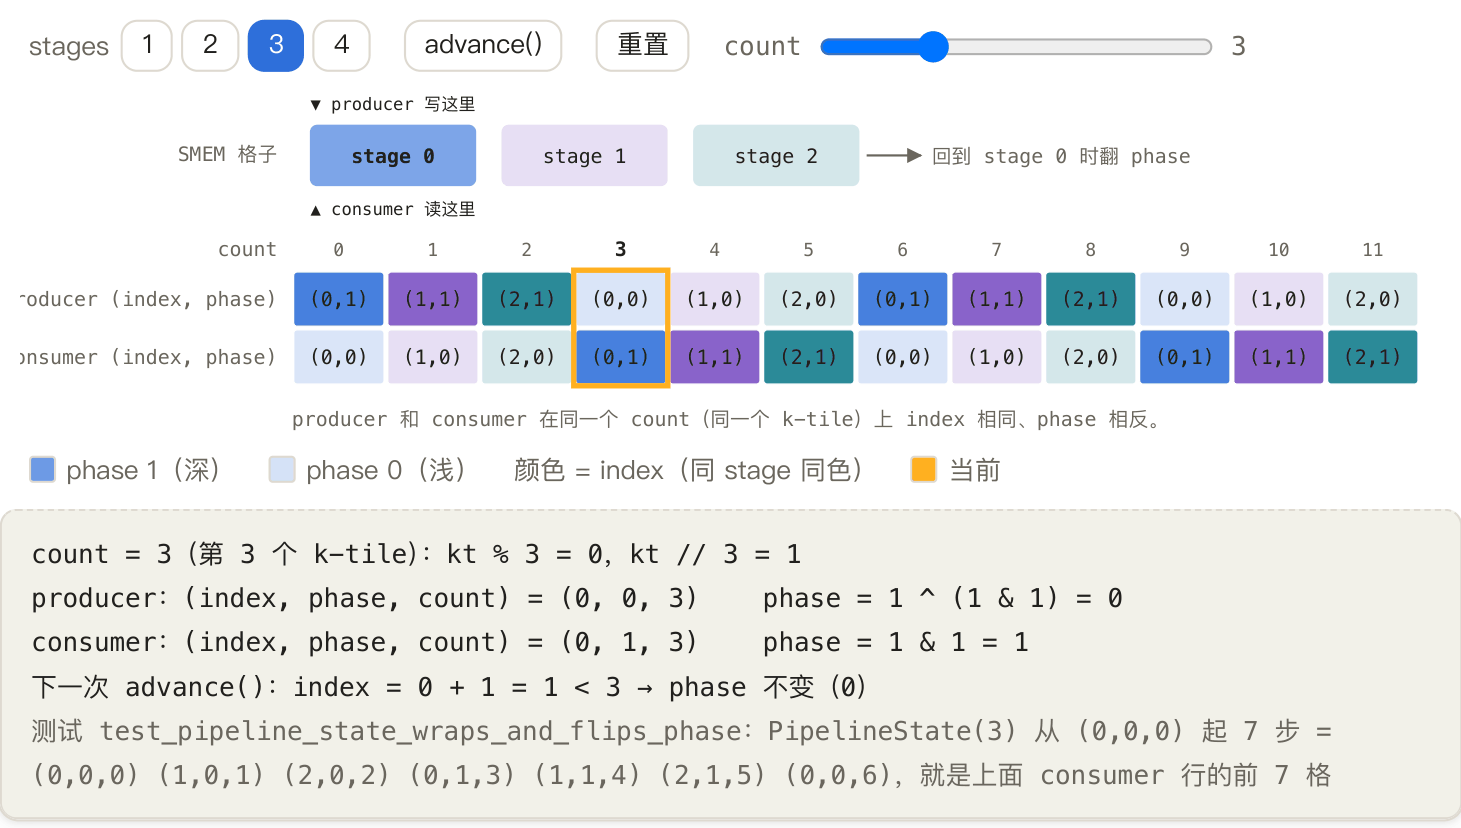 stages 1 2 3 4 advance() 重置 count 3
▼ producer 写这里
SMEM 格子 stage 0 stage 1 stage 2 回到 stage 0 时翻 phase
▲ consumer 读这里
count 0 1 2 3 4 5 6 7 8 9 10 11
roducer (index, phase) (0,1) (1,1) (2,1) (0,0) (1,0) (2,0) (0,1) (1,1) (2,1) (0,0) (1,0) (2,0)
onsumer (index, phase) (0,0) (1,0) (2,0) (0,1) (1,1) (2,1) (0,0) (1,0) (2,0) (0,1) (1,1) (2,1)
producer 和 consumer 在同一个 count（同一个 k-tile）上 index 相同、phase 相反。
phase 1（深） phase 0（浅） 颜色 = index（同 stage 同色） 当前
count = 3（第 3 个 k-tile）：kt % 3 = 0，kt // 3 = 1
producer：(index, phase, count) = (0, 0, 3) phase = 1 ^ (1 & 1) = 0
consumer：(index, phase, count) = (0, 1, 3) phase = 1 & 1 = 1
下一次 advance()：index = 0 + 1 = 1 < 3 → phase 不变（0）
测试 test_pipeline_state_wraps_and_flips_phase：PipelineState(3) 从 (0,0,0) 起 7 步 =
(0,0,0) (1,0,1) (2,0,2) (0,1,3) (1,1,4) (2,1,5) (0,0,6)，就是上面 consumer 行的前 7 格